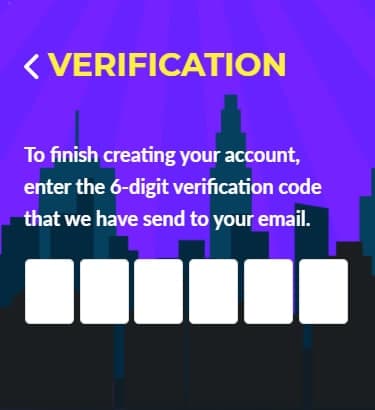 VERIFICATION
To finish creating your account,
enter the 6-digit verification code
that we have send to your email.